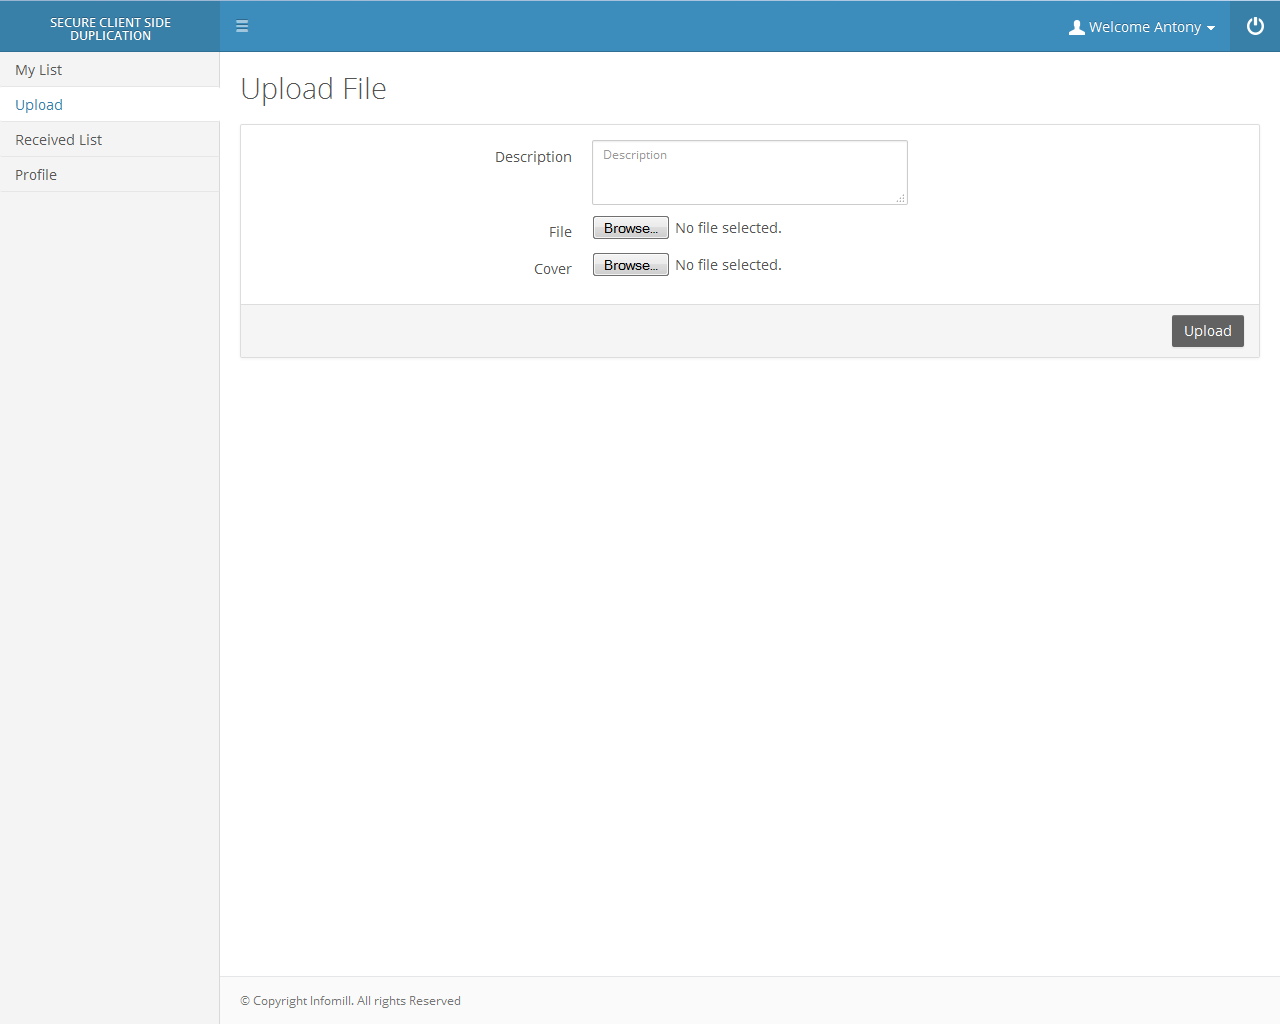 SECURE CLIENT SIDE
DUPLICATION
Welcome Antony
My List
Upload
Received List
Profile
Upload File
Description
Description
File
Browse...
No file selected.
Cover
Browse...
No file selected.
Upload
© Copyright Infomill. All rights Reserved